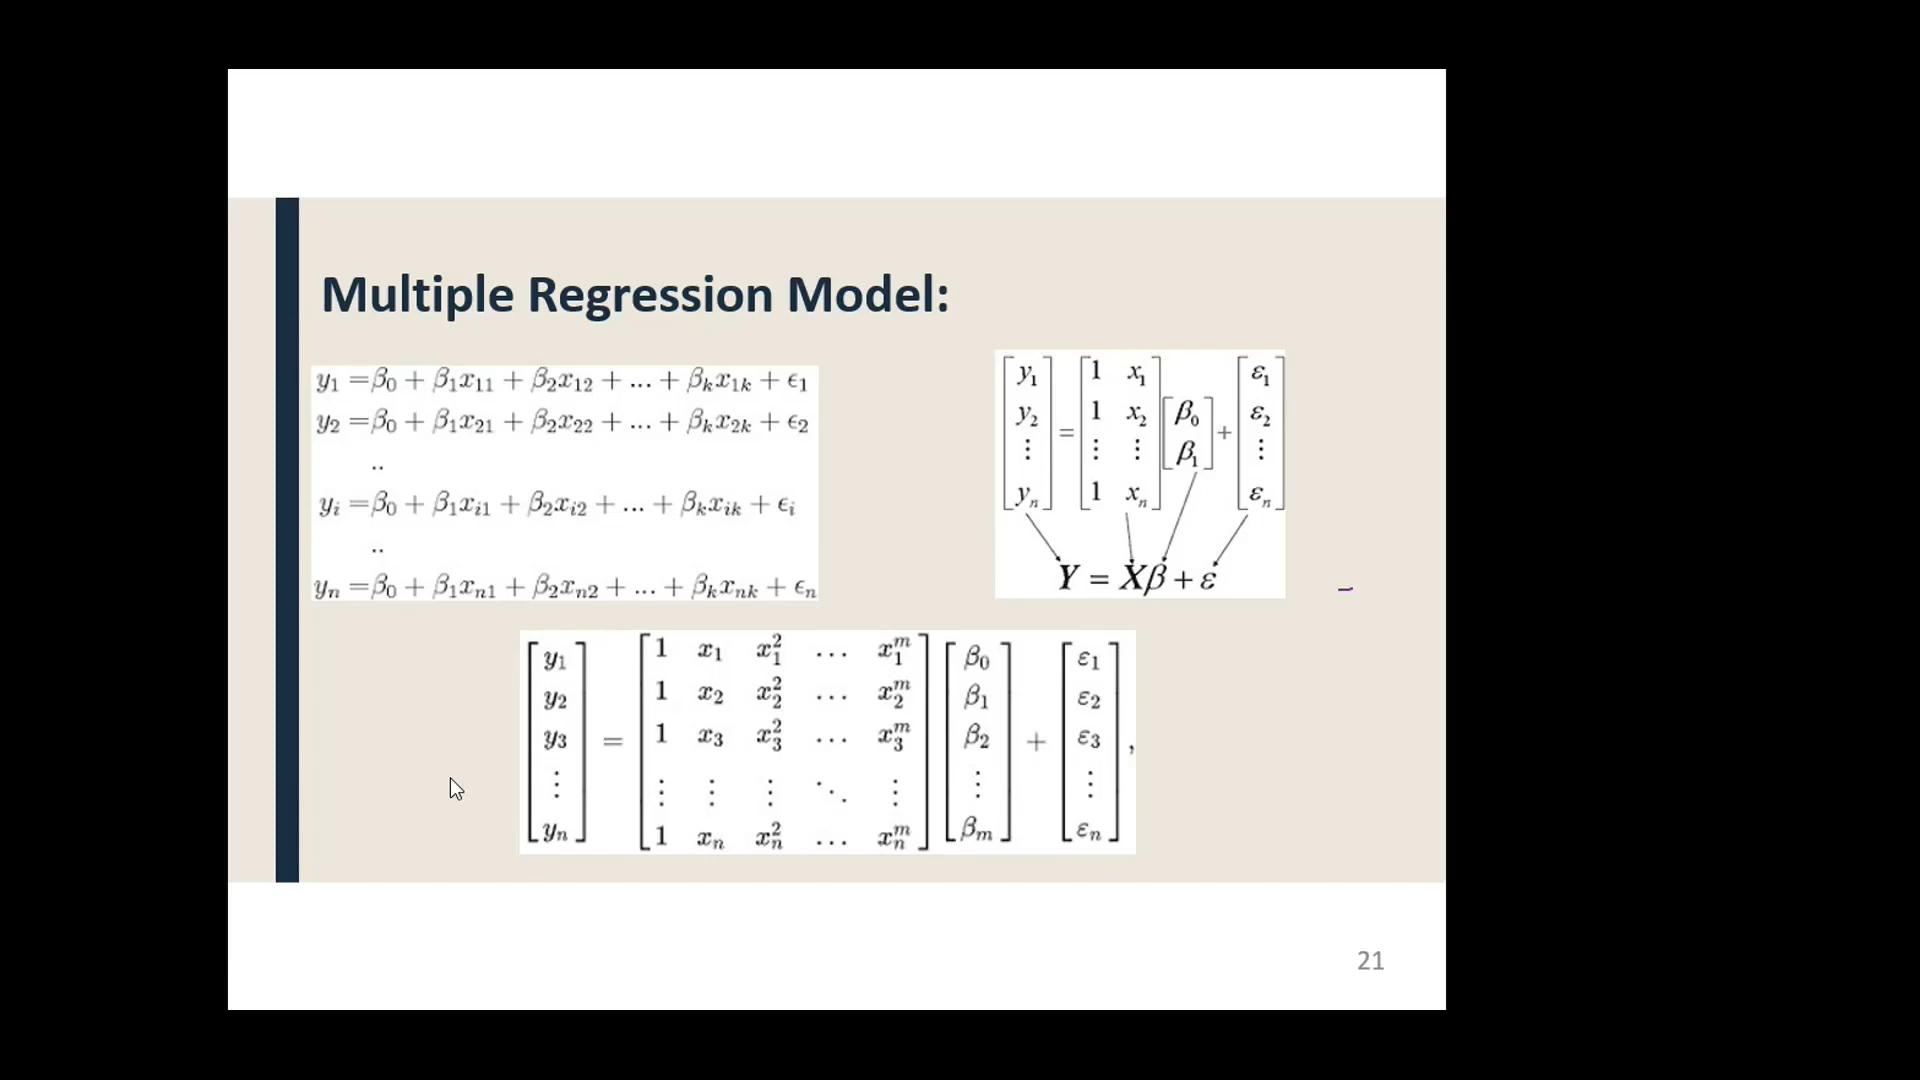 Multiple Regression Model:
y₁ =β₀ + β₁x₁₁ + β₂x₁₂ + ... + βₖx₁ₖ + ϵ₁
y₂ =β₀ + β₁x₂₁ + β₂x₂₂ + ... + βₖx₂ₖ + ϵ₂
..
yᵢ =β₀ + β₁xᵢ₁ + β₂xᵢ₂ + ... + βₖxᵢₖ + ϵᵢ
..
yₙ =β₀ + β₁xₙ₁ + β₂xₙ₂ + ... + βₖxₙₖ + ϵₙ
[y₁ y₂ ⋮ yₙ] = [1 x₁ 1 x₂ ⋮ ⋮ 1 xₙ] [β₀ β₁] + [ε₁ ε₂ ⋮ εₙ]
Y = Xβ + ε
y₁ 1 x₁ x₁² ... x₁ᵐ β₀ ε₁
y₂ 1 x₂ x₂² ... x₂ᵐ β₁ ε₂
y₃ = 1 x₃ x₃² ... x₃ᵐ β₂ + ε₃ ,
⋮ ⋮ ⋮ ⋮ ⋱ ⋮ ⋮ ⋮
yₙ 1 xₙ xₙ² ... xₙᵐ βₘ εₙ
21